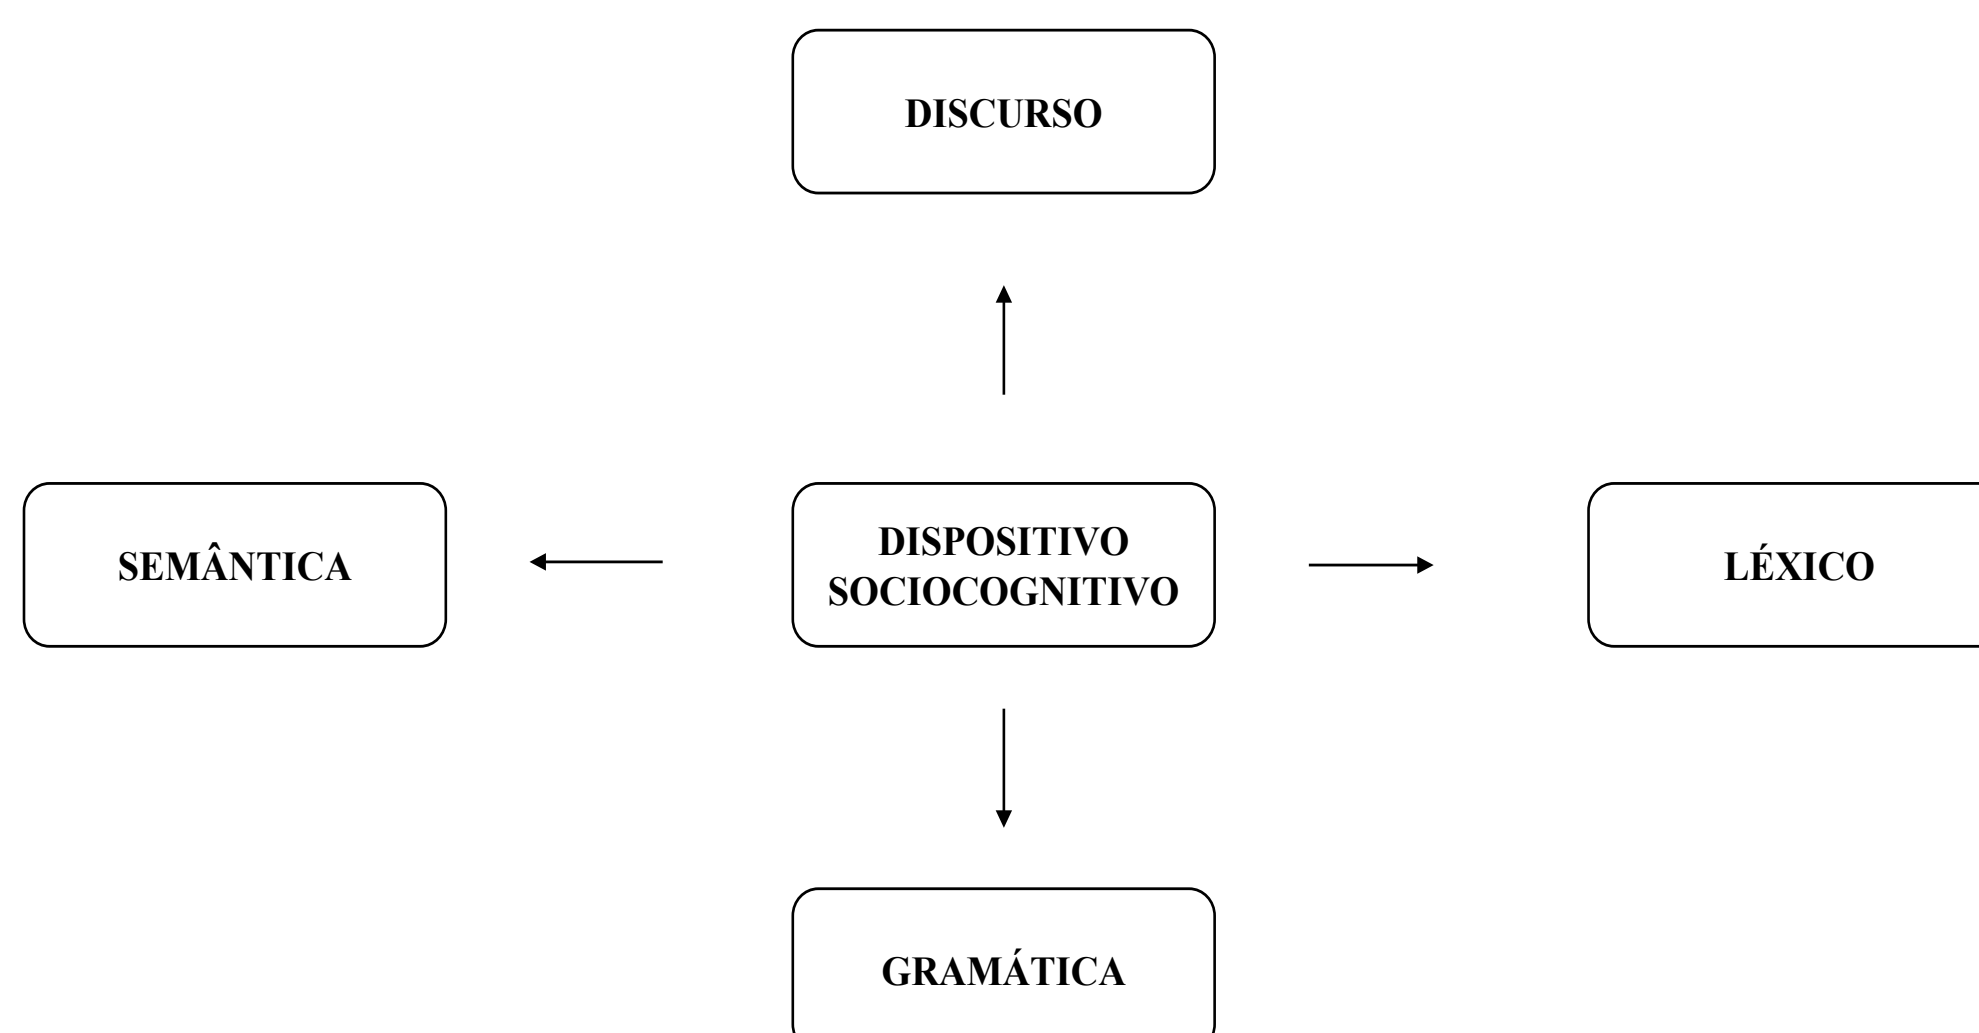 DISCURSO
SEMÂNTICA
DISPOSITIVO
SOCIOCOGNITIVO
LÉXICO
GRAMÁTICA